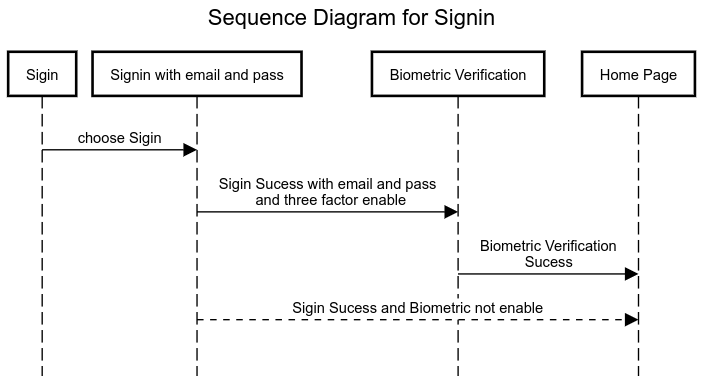 Sequence Diagram for Signin
Sigin
Signin with email and pass
Biometric Verification
Home Page
choose Sigin
Sigin Sucess with email and pass
and three factor enable
Biometric Verification
Sucess
Sigin Sucess and Biometric not enable